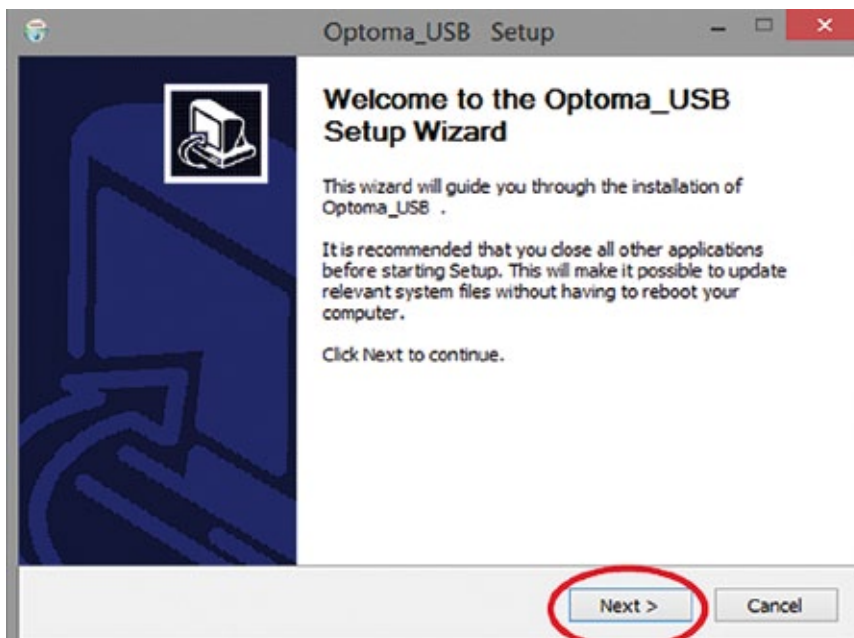 Optoma_USB Setup
Welcome to the Optoma_USB
Setup Wizard
This wizard will guide you through the installation of
Optoma_USB .
It is recommended that you close all other applications
before starting Setup. This will make it possible to update
relevant system files without having to reboot your
computer.
Click Next to continue.
Next >
Cancel